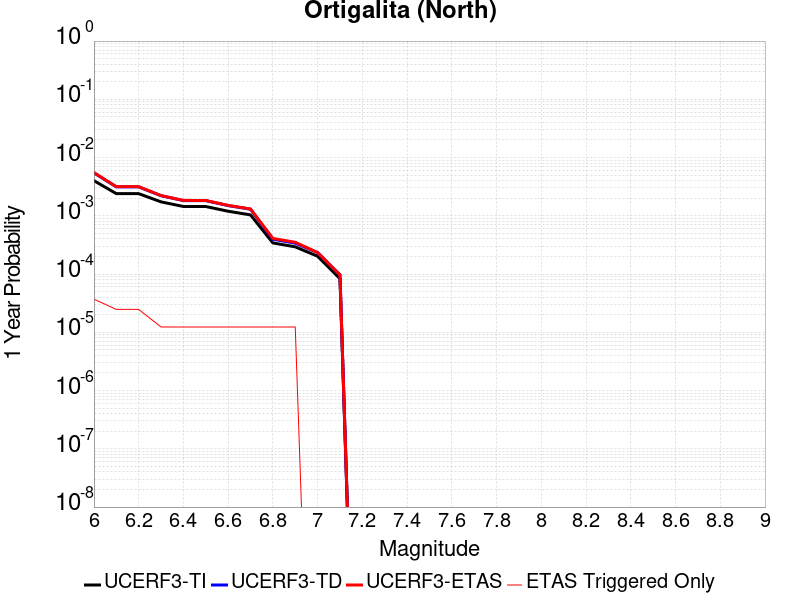 Ortigalita (North)
10^0
10^-1
10^-2
10^-3
10^-4
10^-5
10^-6
10^-7
10^-8
1 Year Probability
6 6.2 6.4 6.6 6.8 7 7.2 7.4 7.6 7.8 8 8.2 8.4 8.6 8.8 9
Magnitude
UCERF3-TI UCERF3-TD UCERF3-ETAS ETAS Triggered Only